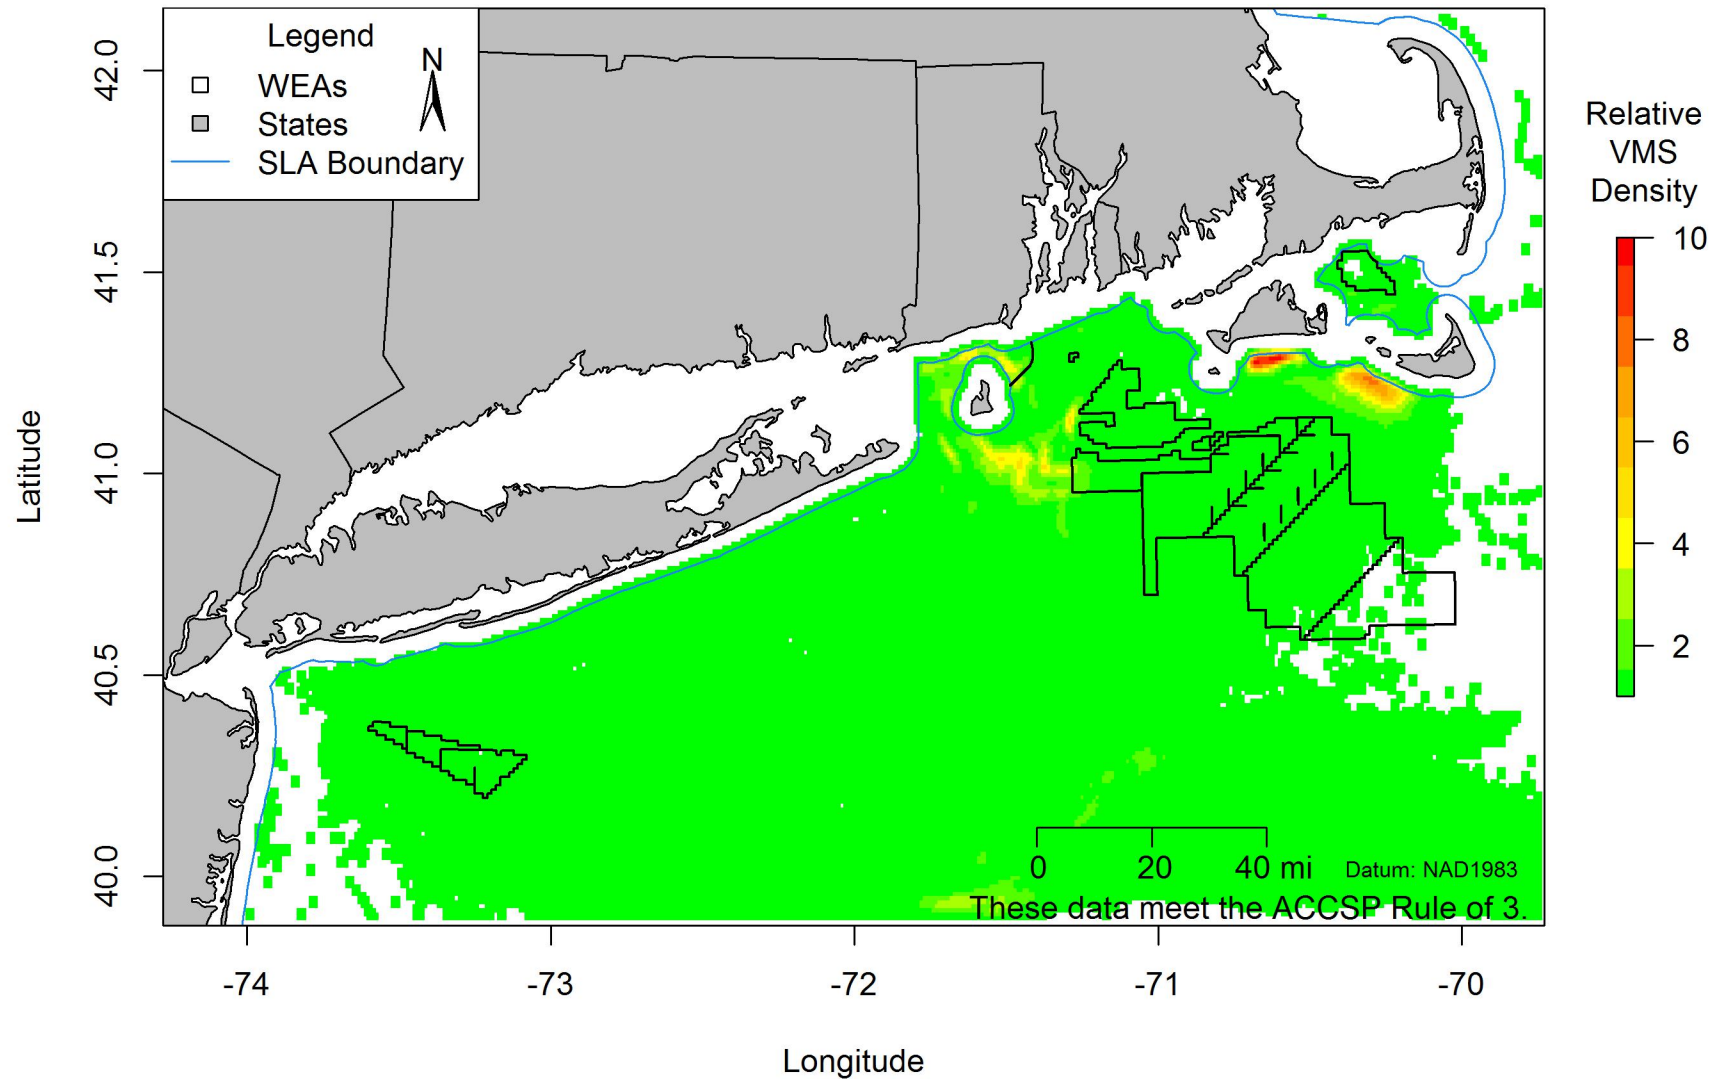 Legend
N
WEAs
States
SLA Boundary
Relative
VMS
Density
10
8
6
4
2
42.0
41.5
41.0
40.5
40.0
Latitude
0 20 40 mi
Datum: NAD1983
These data meet the ACCSP Rule of 3.
-74 -73 -72 -71 -70
Longitude